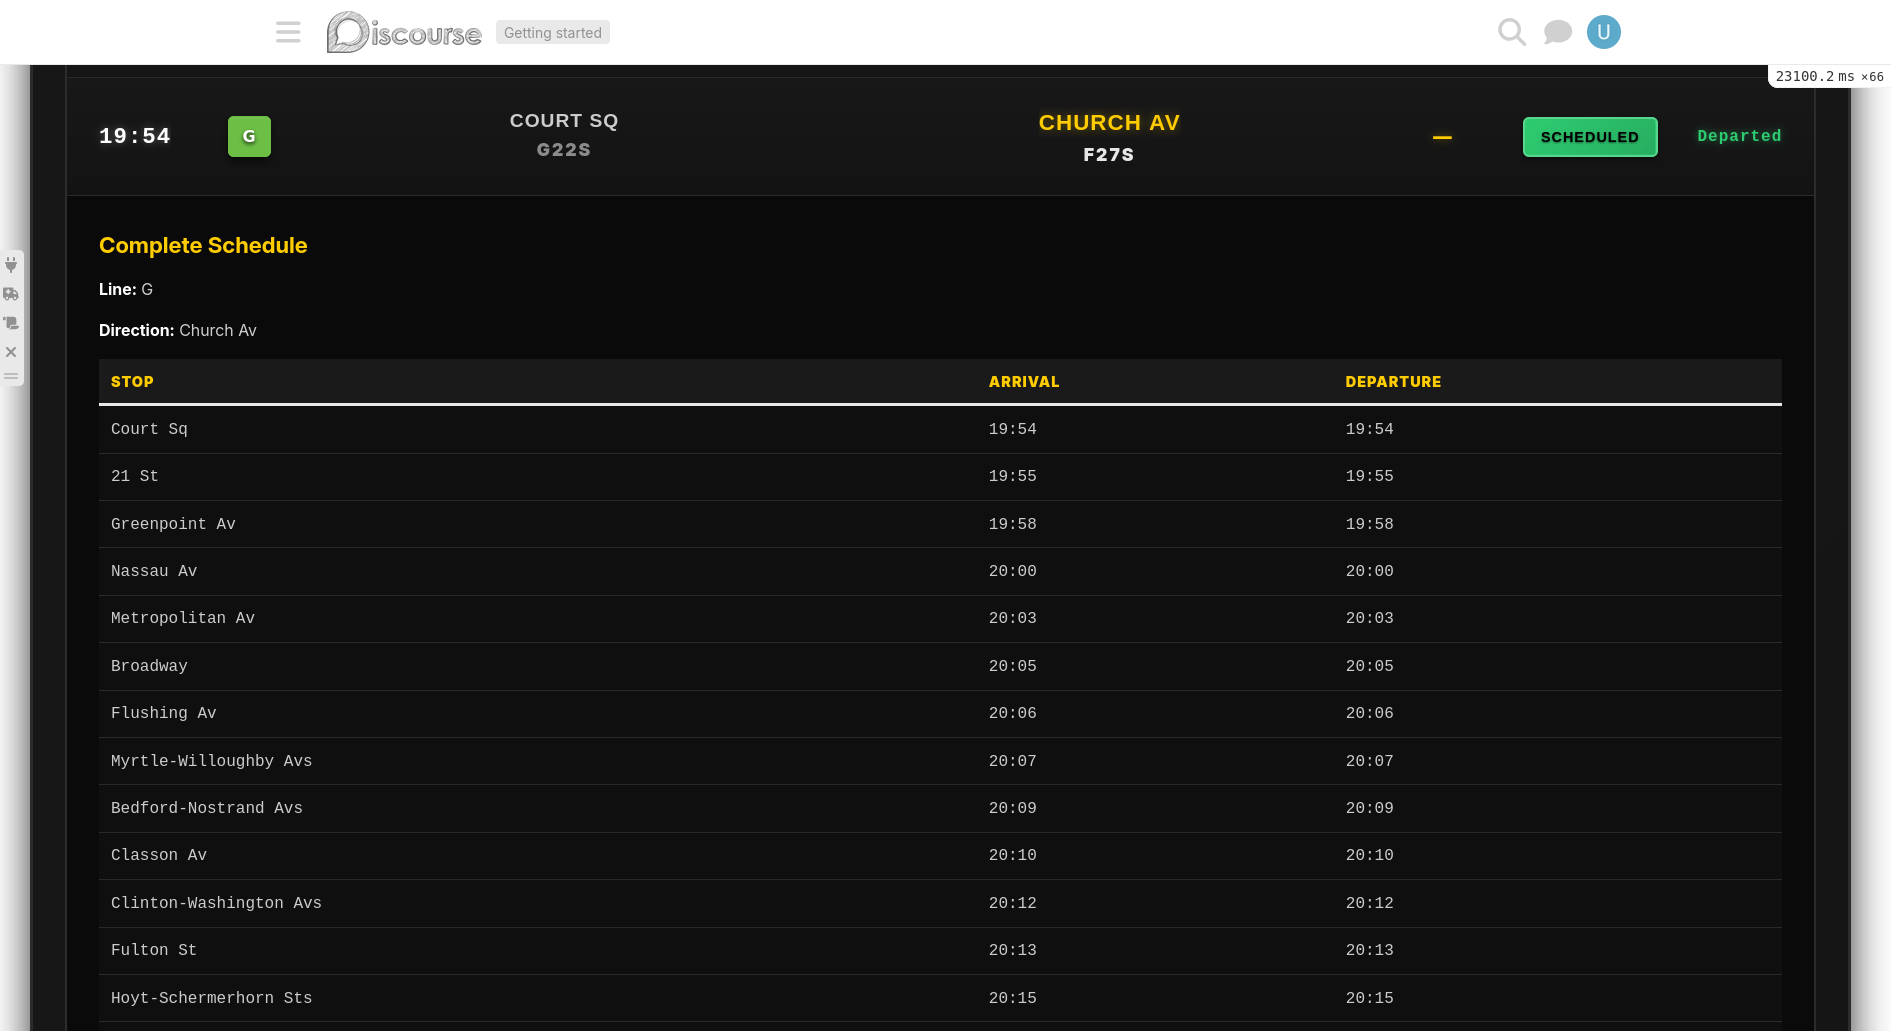 Discourse Getting started U
23100.2 ms ×66
19:54 G COURT SQ CHURCH AV — SCHEDULED Departed
G22S F27S
Complete Schedule
Line: G
Direction: Church Av
STOP ARRIVAL DEPARTURE
Court Sq 19:54 19:54
21 St 19:55 19:55
Greenpoint Av 19:58 19:58
Nassau Av 20:00 20:00
Metropolitan Av 20:03 20:03
Broadway 20:05 20:05
Flushing Av 20:06 20:06
Myrtle-Willoughby Avs 20:07 20:07
Bedford-Nostrand Avs 20:09 20:09
Classon Av 20:10 20:10
Clinton-Washington Avs 20:12 20:12
Fulton St 20:13 20:13
Hoyt-Schermerhorn Sts 20:15 20:15